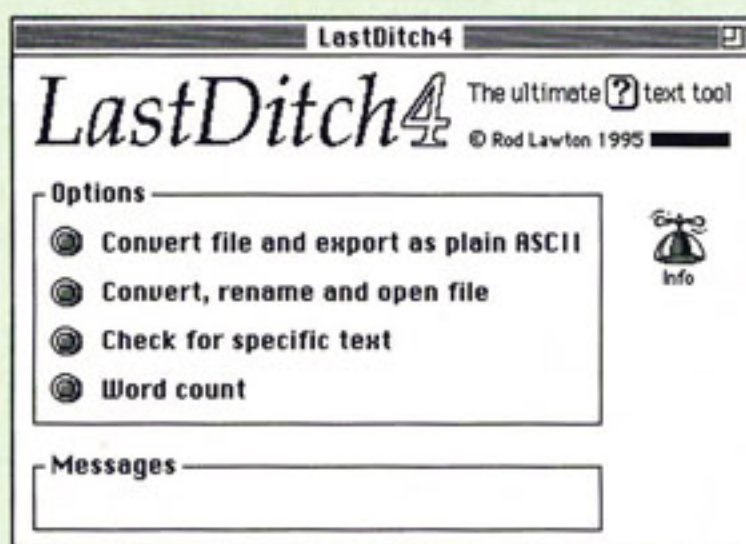 LastDitch4
LastDitch4
The ultimate ? text tool
© Rod Lawton 1995
Options
Convert file and export as plain ASCII
Convert, rename and open file
Check for specific text
Word count
Info
Messages